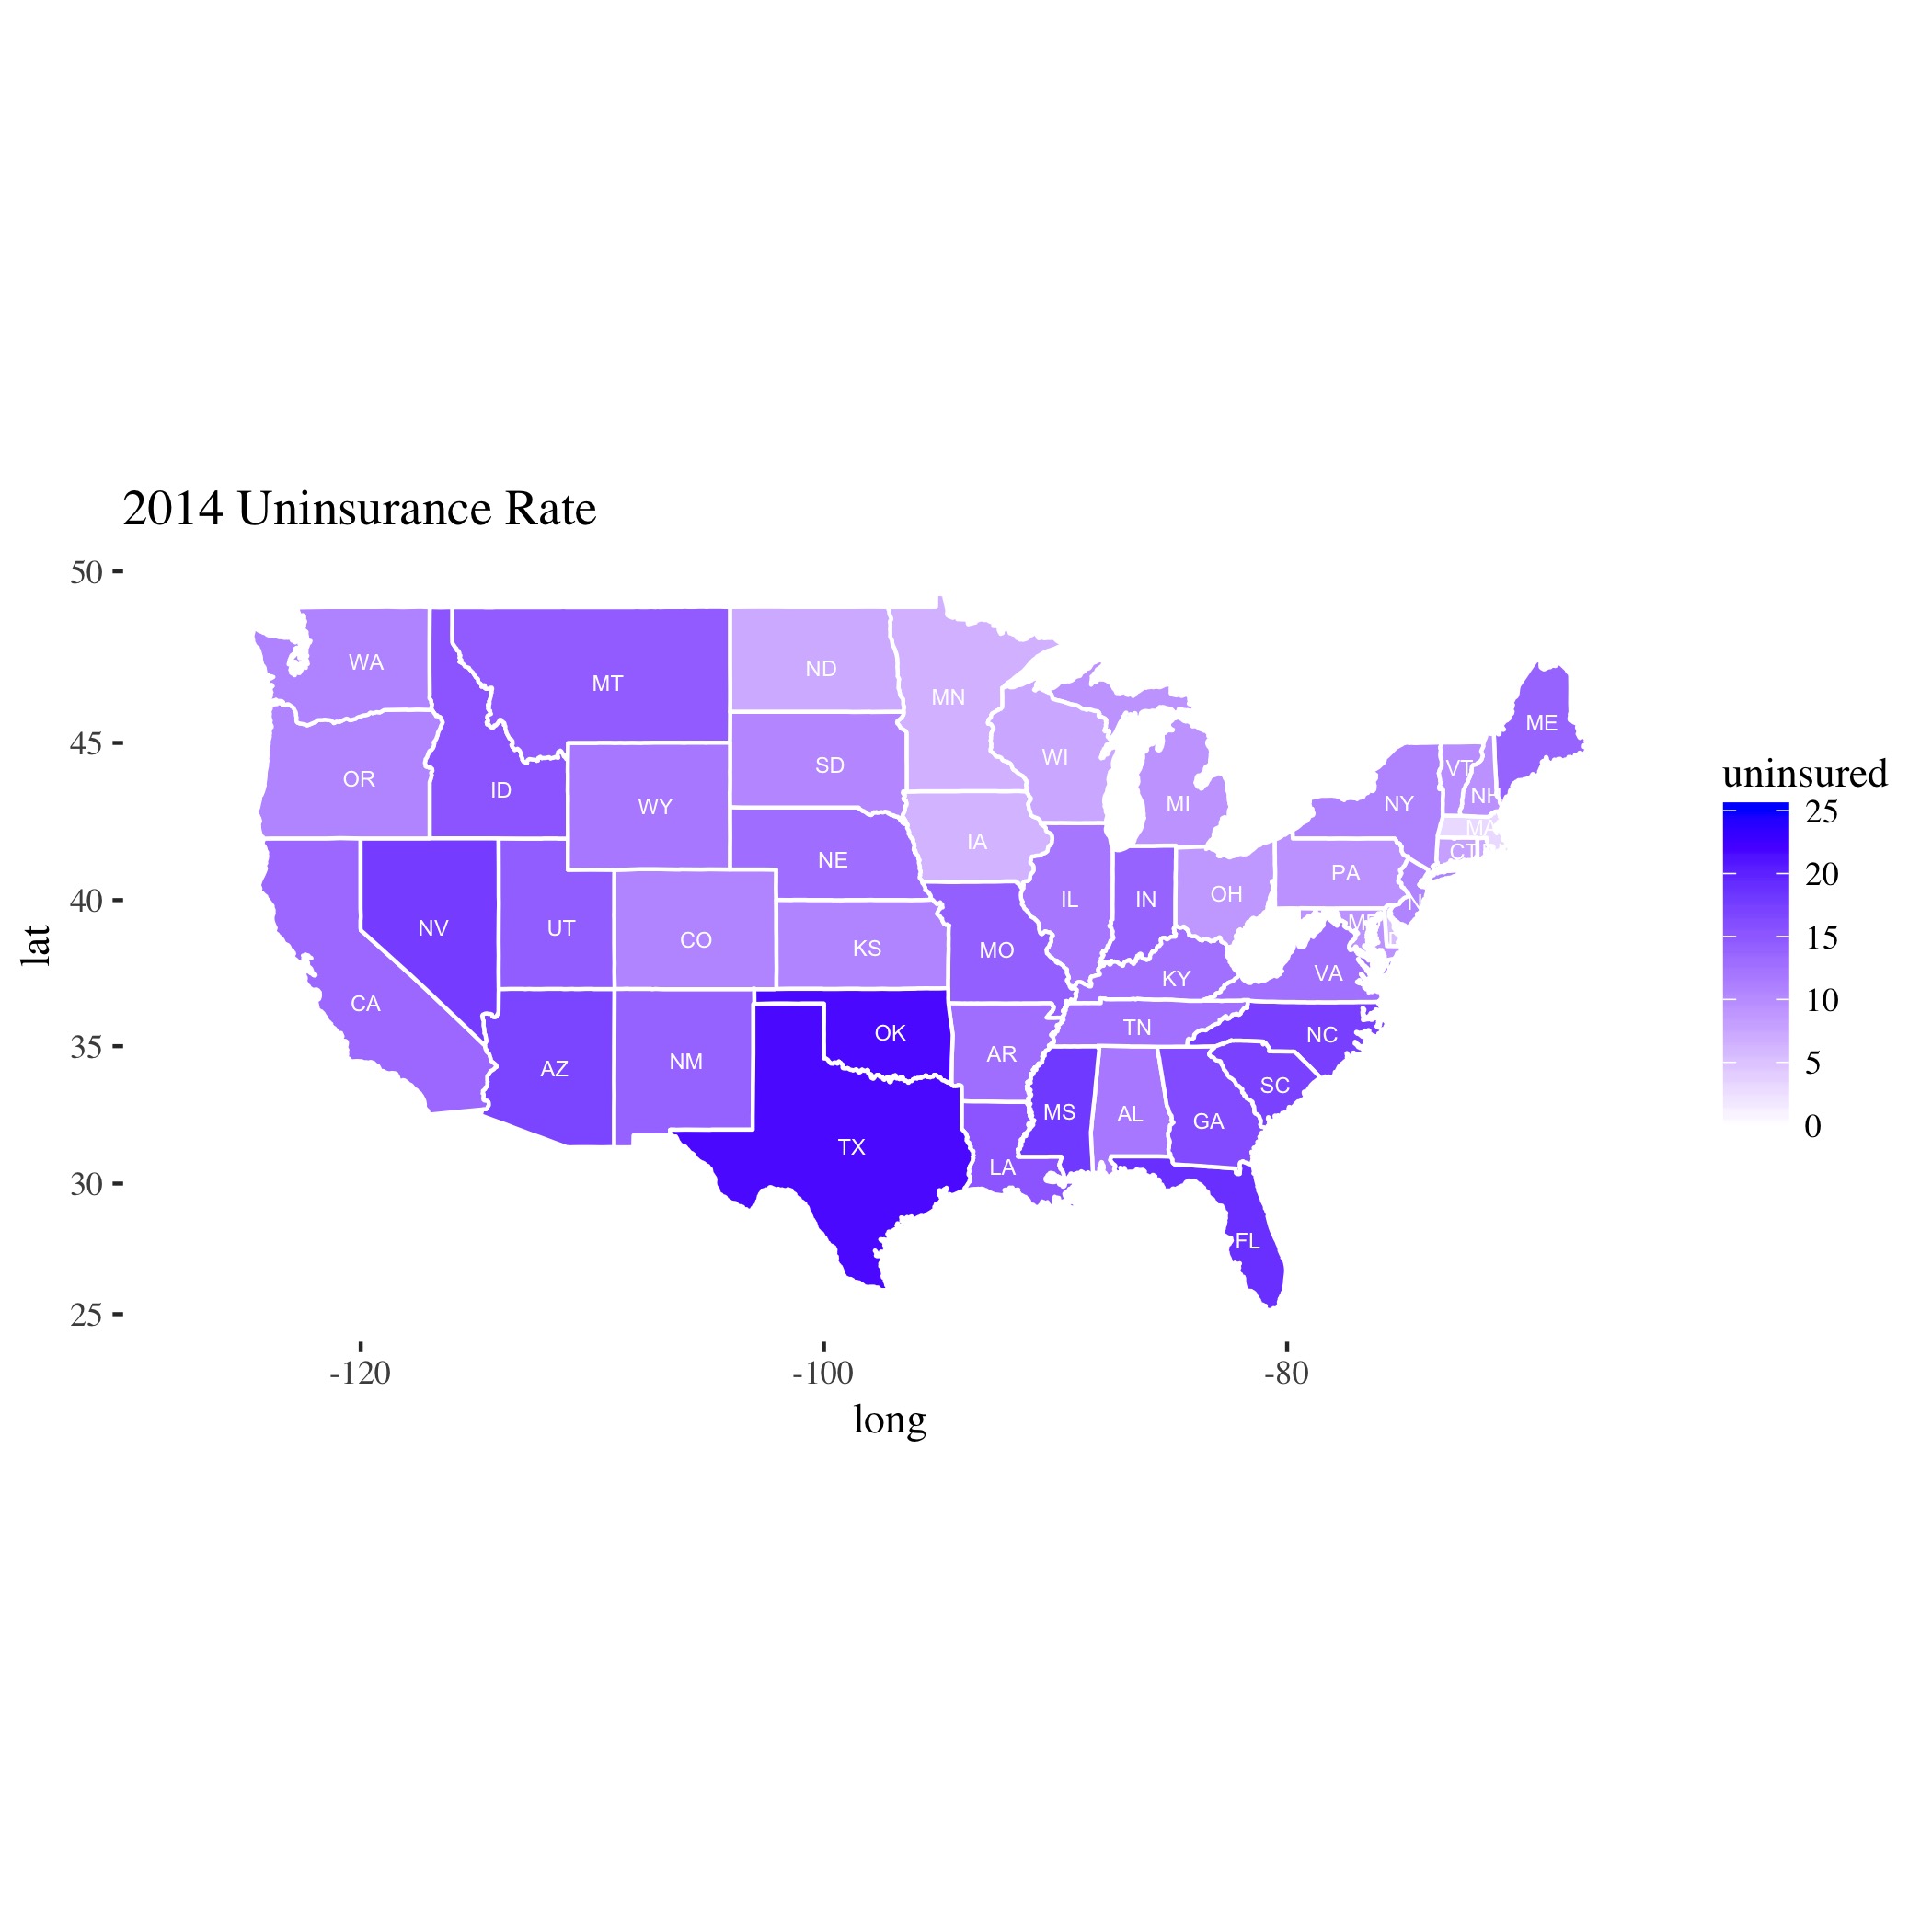 2014 Uninsurance Rate
50
45
40
35
30
25
lat
WA
MT
ND
MN
ME
OR
ID
WY
SD
WI
MI
NY
VT
NH
MA
CT
IA
NE
PA
NV
UT
CO
KS
MO
IL
IN
OH
KY
VA
CA
AZ
NM
OK
AR
TN
NC
SC
TX
LA
MS
AL
GA
FL
-120
-100
-80
long
uninsured
25
20
15
10
5
0